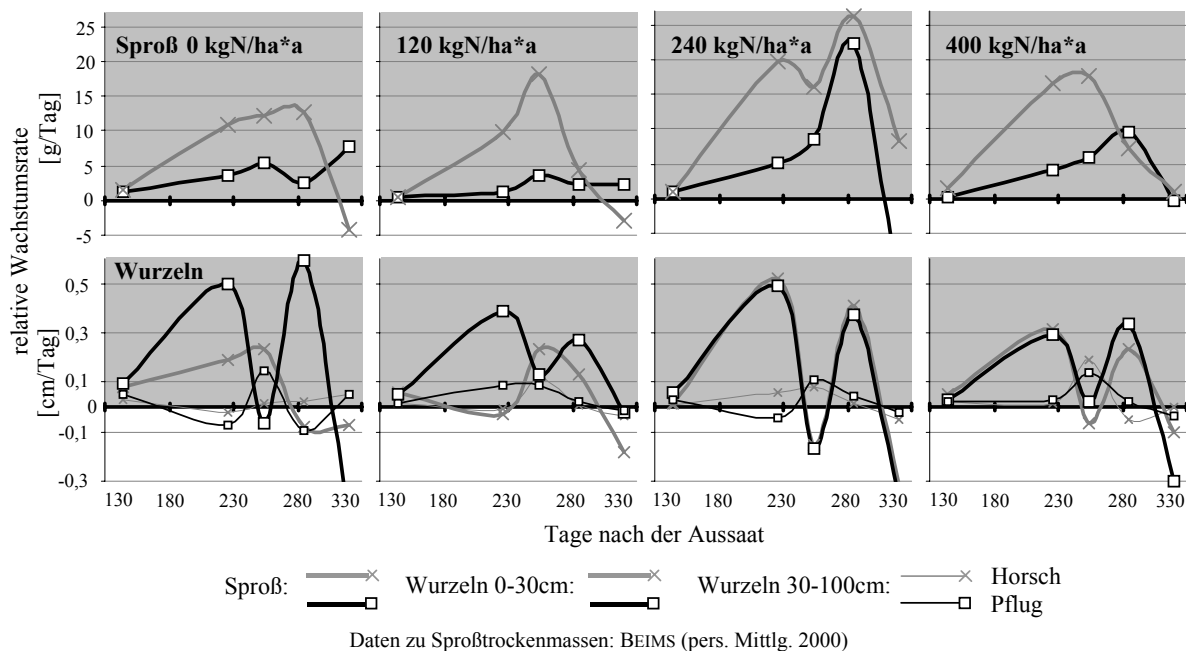 Sproß 0 kgN/ha*a 120 kgN/ha*a 240 kgN/ha*a 400 kgN/ha*a
25
20
15
10
5
0
-5
[g/Tag]
relative Wachstumsrate
[cm/Tag]
Wurzeln
0,5
0,3
0,1
0
-0,1
-0,3
130 180 230 280 330 130 180 230 280 330 130 180 230 280 330 130 180 230 280 330
Tage nach der Aussaat
Sproß: Wurzeln 0-30cm: Wurzeln 30-100cm: Horsch
Pflug
Daten zu Sproßtrockenmassen: BEIMS (pers. Mittlg. 2000)